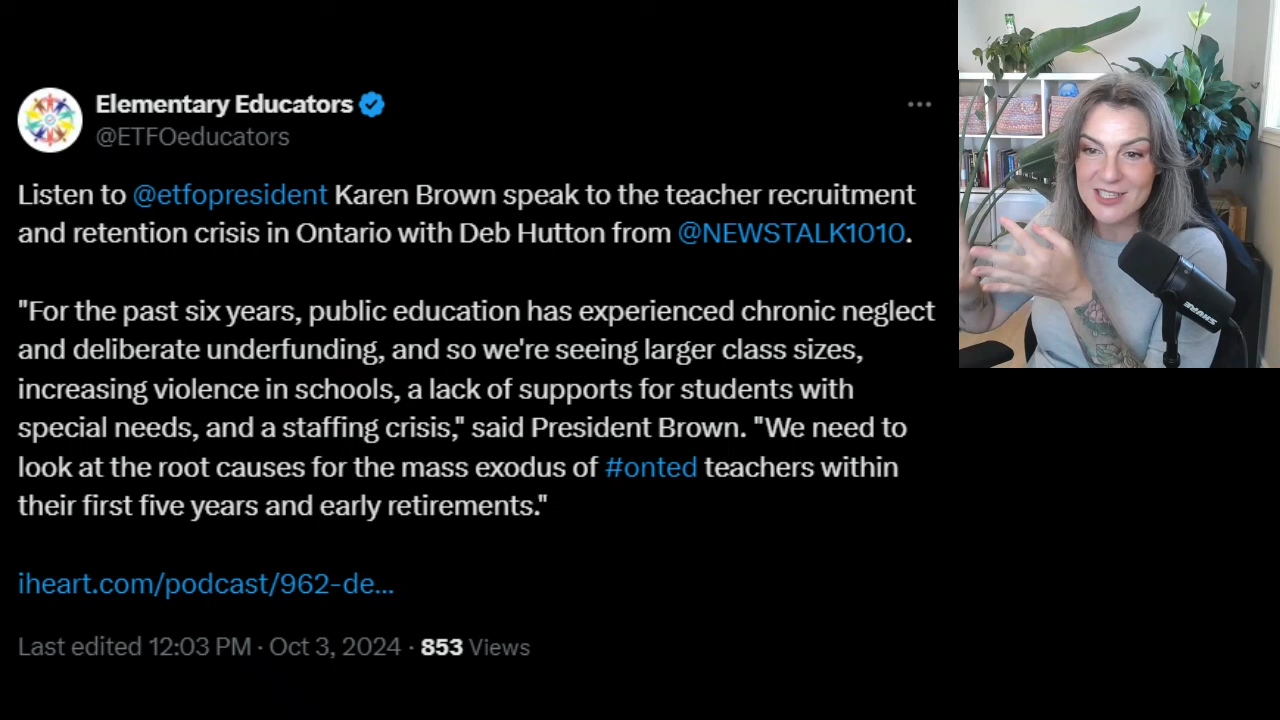 Elementary Educators
@ETFOeducators
Listen to @etfopresident Karen Brown speak to the teacher recruitment
and retention crisis in Ontario with Deb Hutton from @NEWSTALK1010.
"For the past six years, public education has experienced chronic neglect
and deliberate underfunding, and so we're seeing larger class sizes,
increasing violence in schools, a lack of supports for students with
special needs, and a staffing crisis," said President Brown. "We need to
look at the root causes for the mass exodus of #onted teachers within
their first five years and early retirements."
iheart.com/podcast/962-de...
Last edited 12:03 PM · Oct 3, 2024 · 853 Views
SHURE